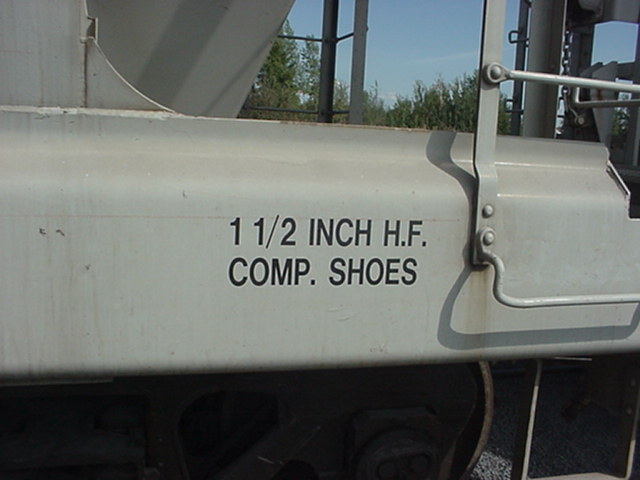 1 1/2 INCH H.F.
COMP. SHOES